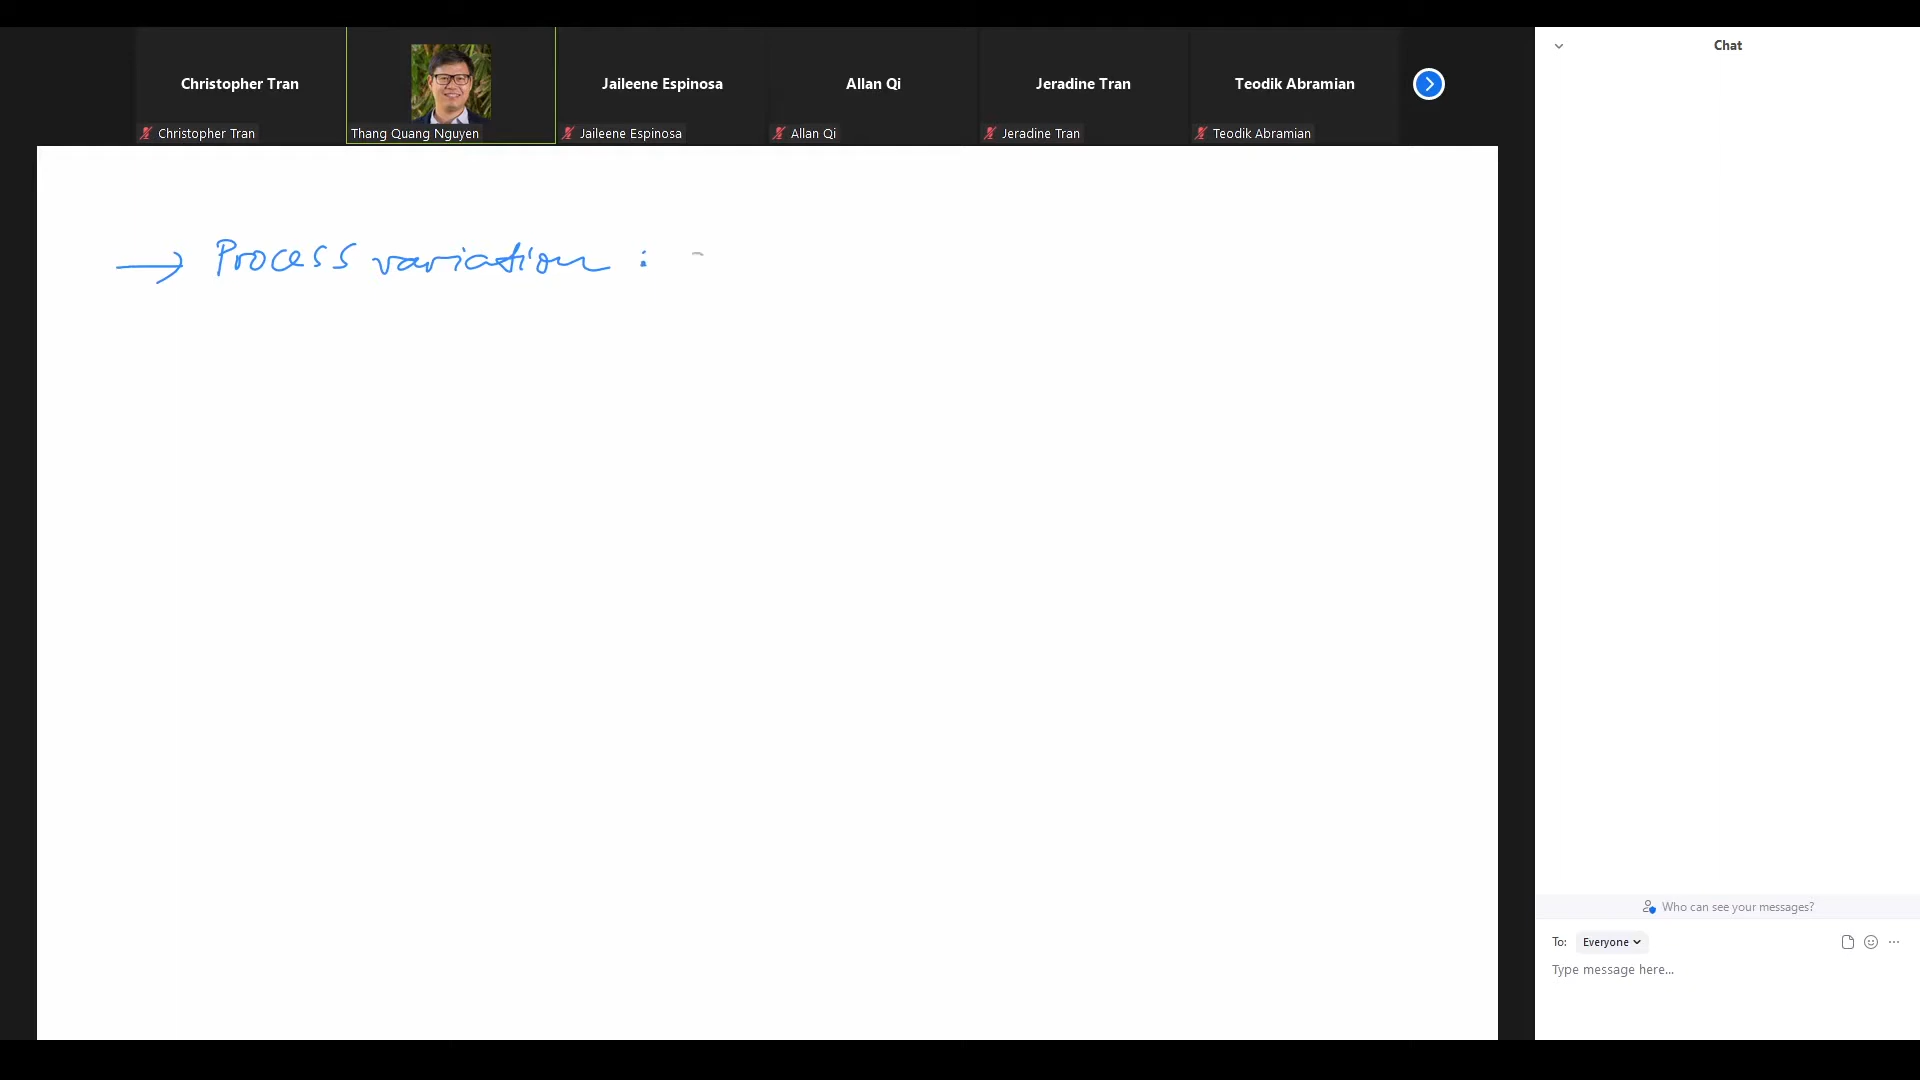 Chat
Christopher Tran
Jaileene Espinosa
Allan Qi
Jeradine Tran
Teodik Abramian
Christopher Tran
Thang Quang Nguyen
Jaileene Espinosa
Allan Qi
Jeradine Tran
Teodik Abramian
→ Process variation :
Who can see your messages?
To: Everyone
Type message here...